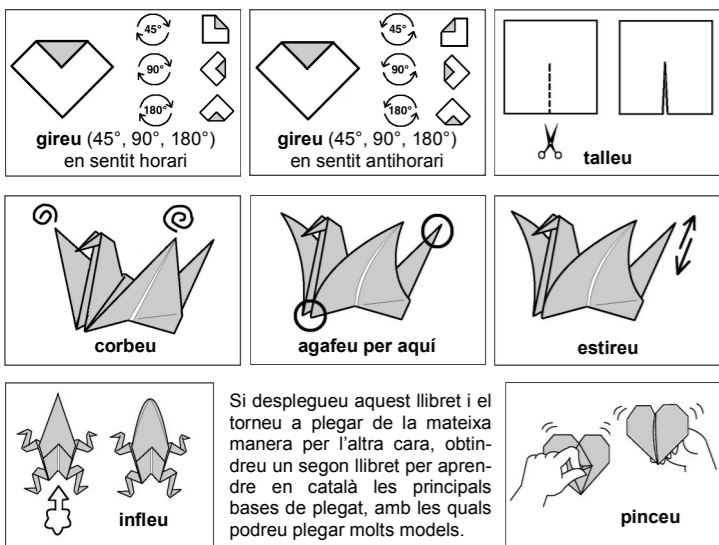 45°
90°
180°
gireu (45°, 90°, 180°)
en sentit horari
45°
90°
180°
gireu (45°, 90°, 180°)
en sentit antihorari
talleu
corbeu
agafeu per aquí
estireu
infleu
Si desplegueu aquest llibret i el
torneu a plegar de la mateixa
manera per l’altra cara, obtin-
dreu un segon llibret per apren-
dre en català les principals
bases de plegat, amb les quals
podreu plegar molts models.
pinceu